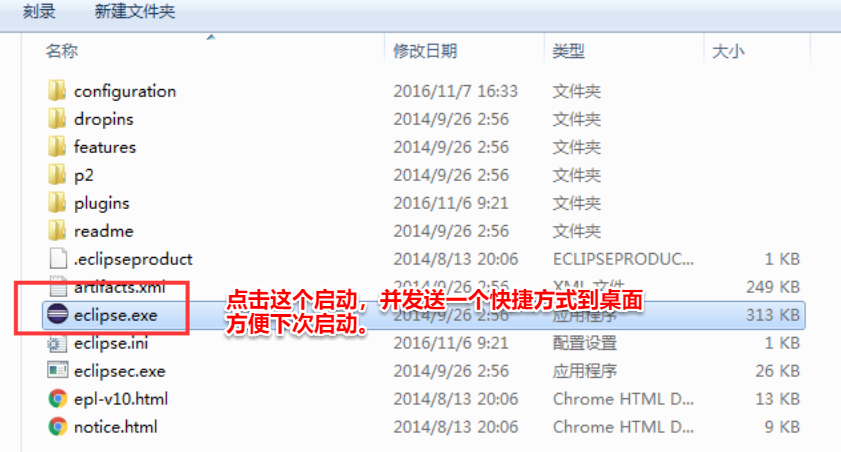 刻录 新建文件夹
名称 修改日期 类型 大小
configuration 2016/11/7 16:33 文件夹
dropins 2014/9/26 2:56 文件夹
features 2014/9/26 2:56 文件夹
p2 2014/9/26 2:56 文件夹
plugins 2016/11/6 9:21 文件夹
readme 2014/9/26 2:56 文件夹
.eclipseproduct 2014/8/13 20:06 ECLIPSEPRODUC... 1 KB
artifacts.xml 2014/9/26 2:56 XML 文件 249 KB
点击这个启动，并发送一个快捷方式到桌面
eclipse.exe 2014/9/26 2:56 应用程序 313 KB
方便下次启动。
eclipse.ini 2016/11/6 9:21 配置设置 1 KB
eclipsec.exe 2014/9/26 2:56 应用程序 26 KB
epl-v10.html 2014/8/13 20:06 Chrome HTML D... 13 KB
notice.html 2014/8/13 20:06 Chrome HTML D... 9 KB